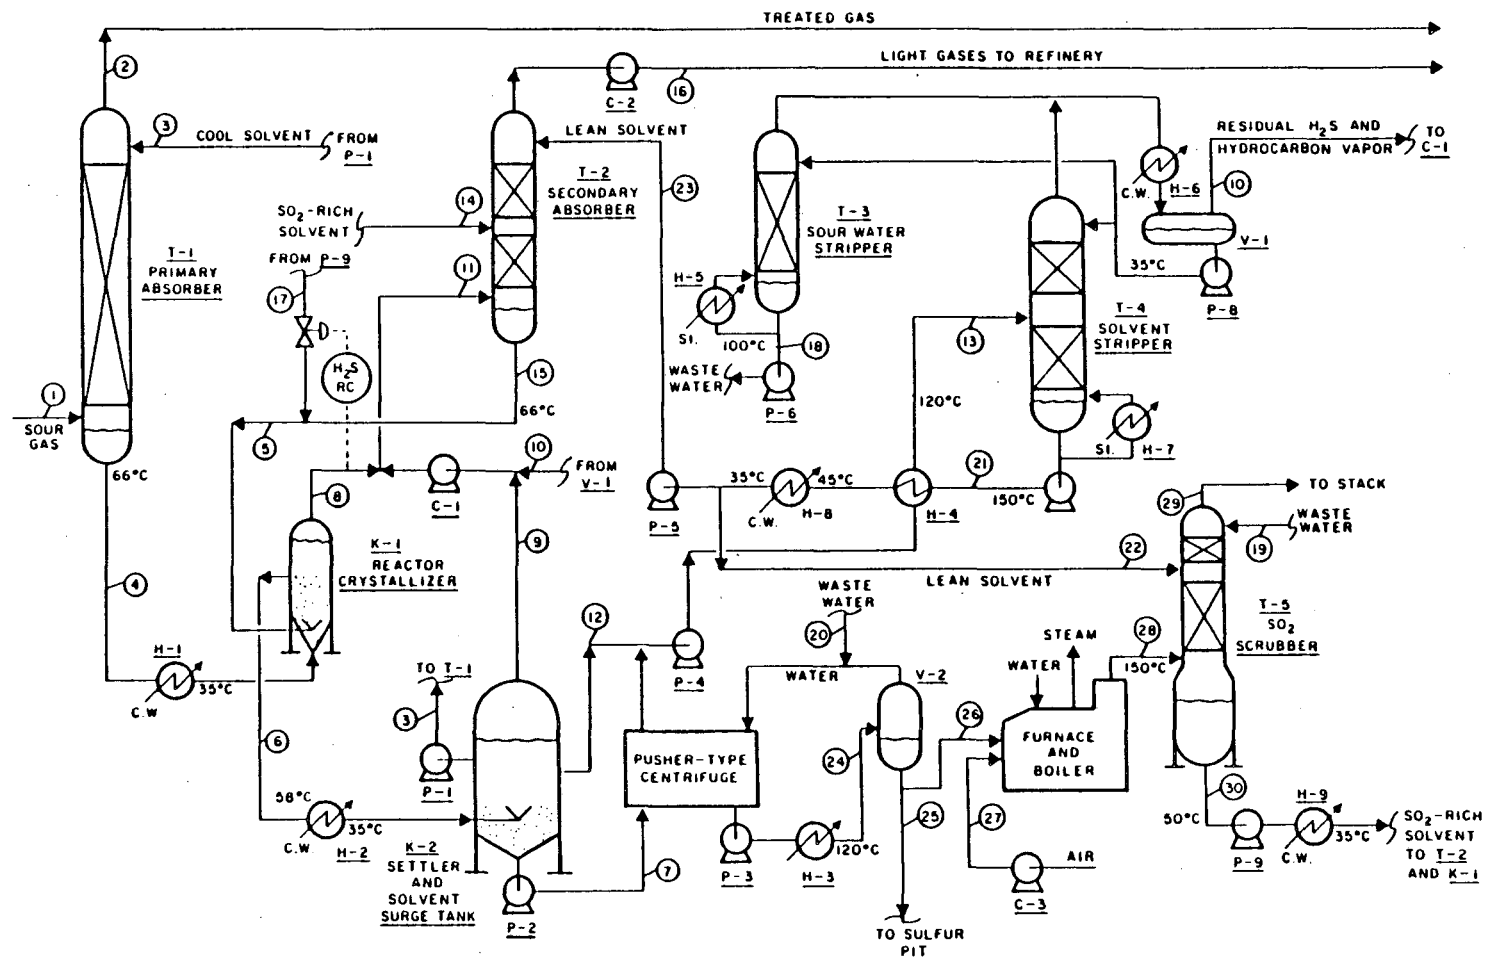 TREATED GAS
2
LIGHT GASES TO REFINERY
C-2
16
3
COOL SOLVENT
FROM
P-1
LEAN SOLVENT
RESIDUAL H₂S AND
HYDROCARBON VAPOR
TO
C-1
T-2
SECONDARY
ABSORBER
23
14
SO₂-RICH
SOLVENT
C.W.
H-6
10
V-1
T-3
SOUR WATER
STRIPPER
T-1
PRIMARY
ABSORBER
FROM P-9
11
17
H-5
35°C
P-8
T-4
SOLVENT
STRIPPER
ST.
100°C
18
13
H₂S
RC
15
WASTE
WATER
P-6
1
SOUR
GAS
66°C
5
120°C
ST.
H-7
66°C
10
FROM
V-1
8
C-1
35°C
45°C
21
150°C
P-5
C.W.
H-8
H-4
29
TO STACK
WASTE
WATER
19
9
K-1
REACTOR
CRYSTALLIZER
22
LEAN SOLVENT
4
WASTE
WATER
T-5
SO₂
SCRUBBER
12
20
STEAM
28
150°C
H-1
35°C
C.W
TO T-1
P-4
WATER
V-2
WATER
3
6
26
PUSHER-TYPE
CENTRIFUGE
24
FURNACE
AND
BOILER
P-1
30
58°C
35°C
C.W.
H-2
25
27
H-9
50°C
35°C
P-9
C.W.
SO₂-RICH
SOLVENT
TO T-2
AND K-1
K-2
SETTLER
AND
SOLVENT
SURGE TANK
7
P-3
H-3
120°C
AIR
C-3
P-2
TO SULFUR
PIT